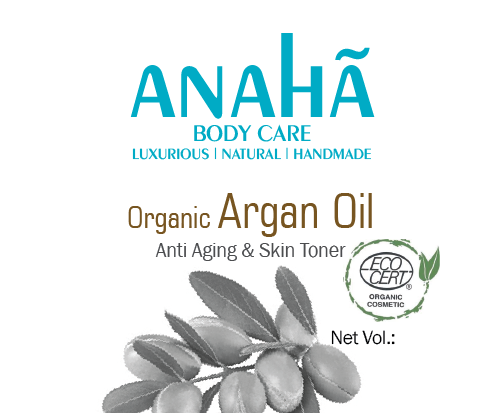 ANAHÃ
BODY CARE
LUXURIOUS | NATURAL | HANDMADE
Organic Argan Oil
Anti Aging & Skin Toner
ECO
CERT
®
ORGANIC
COSMETIC
Net Vol.: